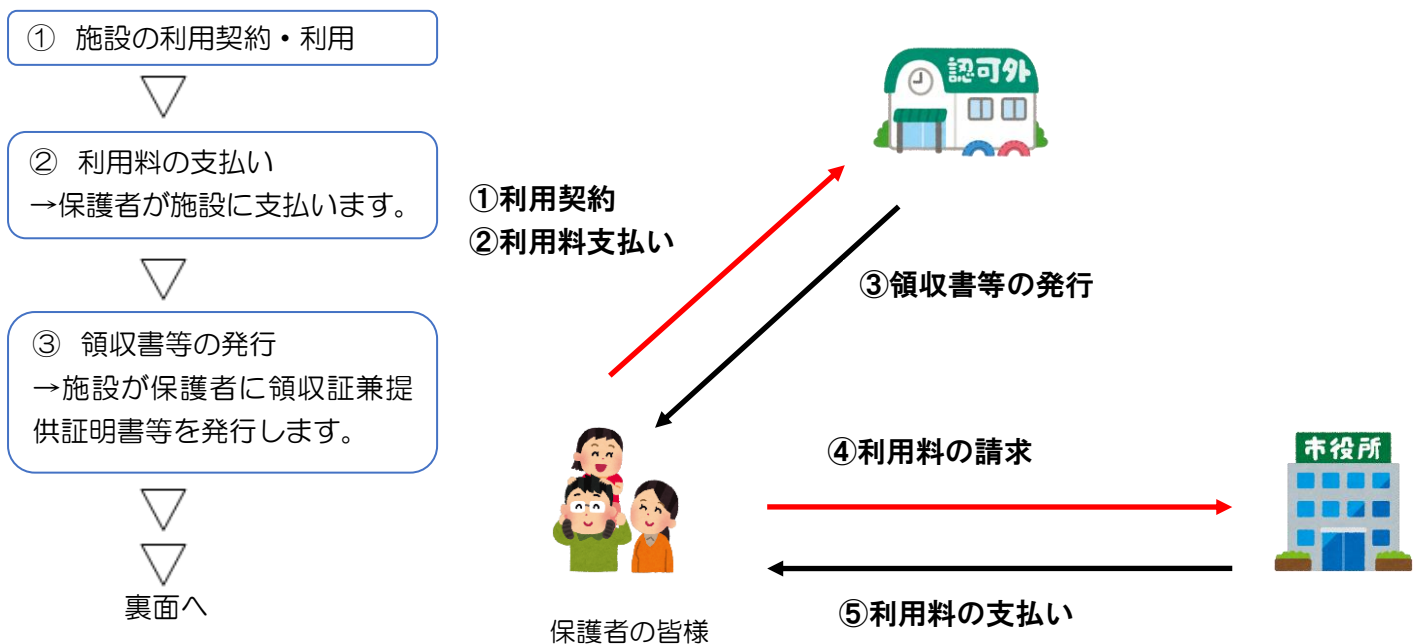 ① 施設の利用契約・利用
② 利用料の支払い
→保護者が施設に支払います。
③ 領収書等の発行
→施設が保護者に領収証兼提
供証明書等を発行します。
裏面へ
認可外
①利用契約
②利用料支払い
③領収書等の発行
④利用料の請求
市役所
⑤利用料の支払い
保護者の皆様